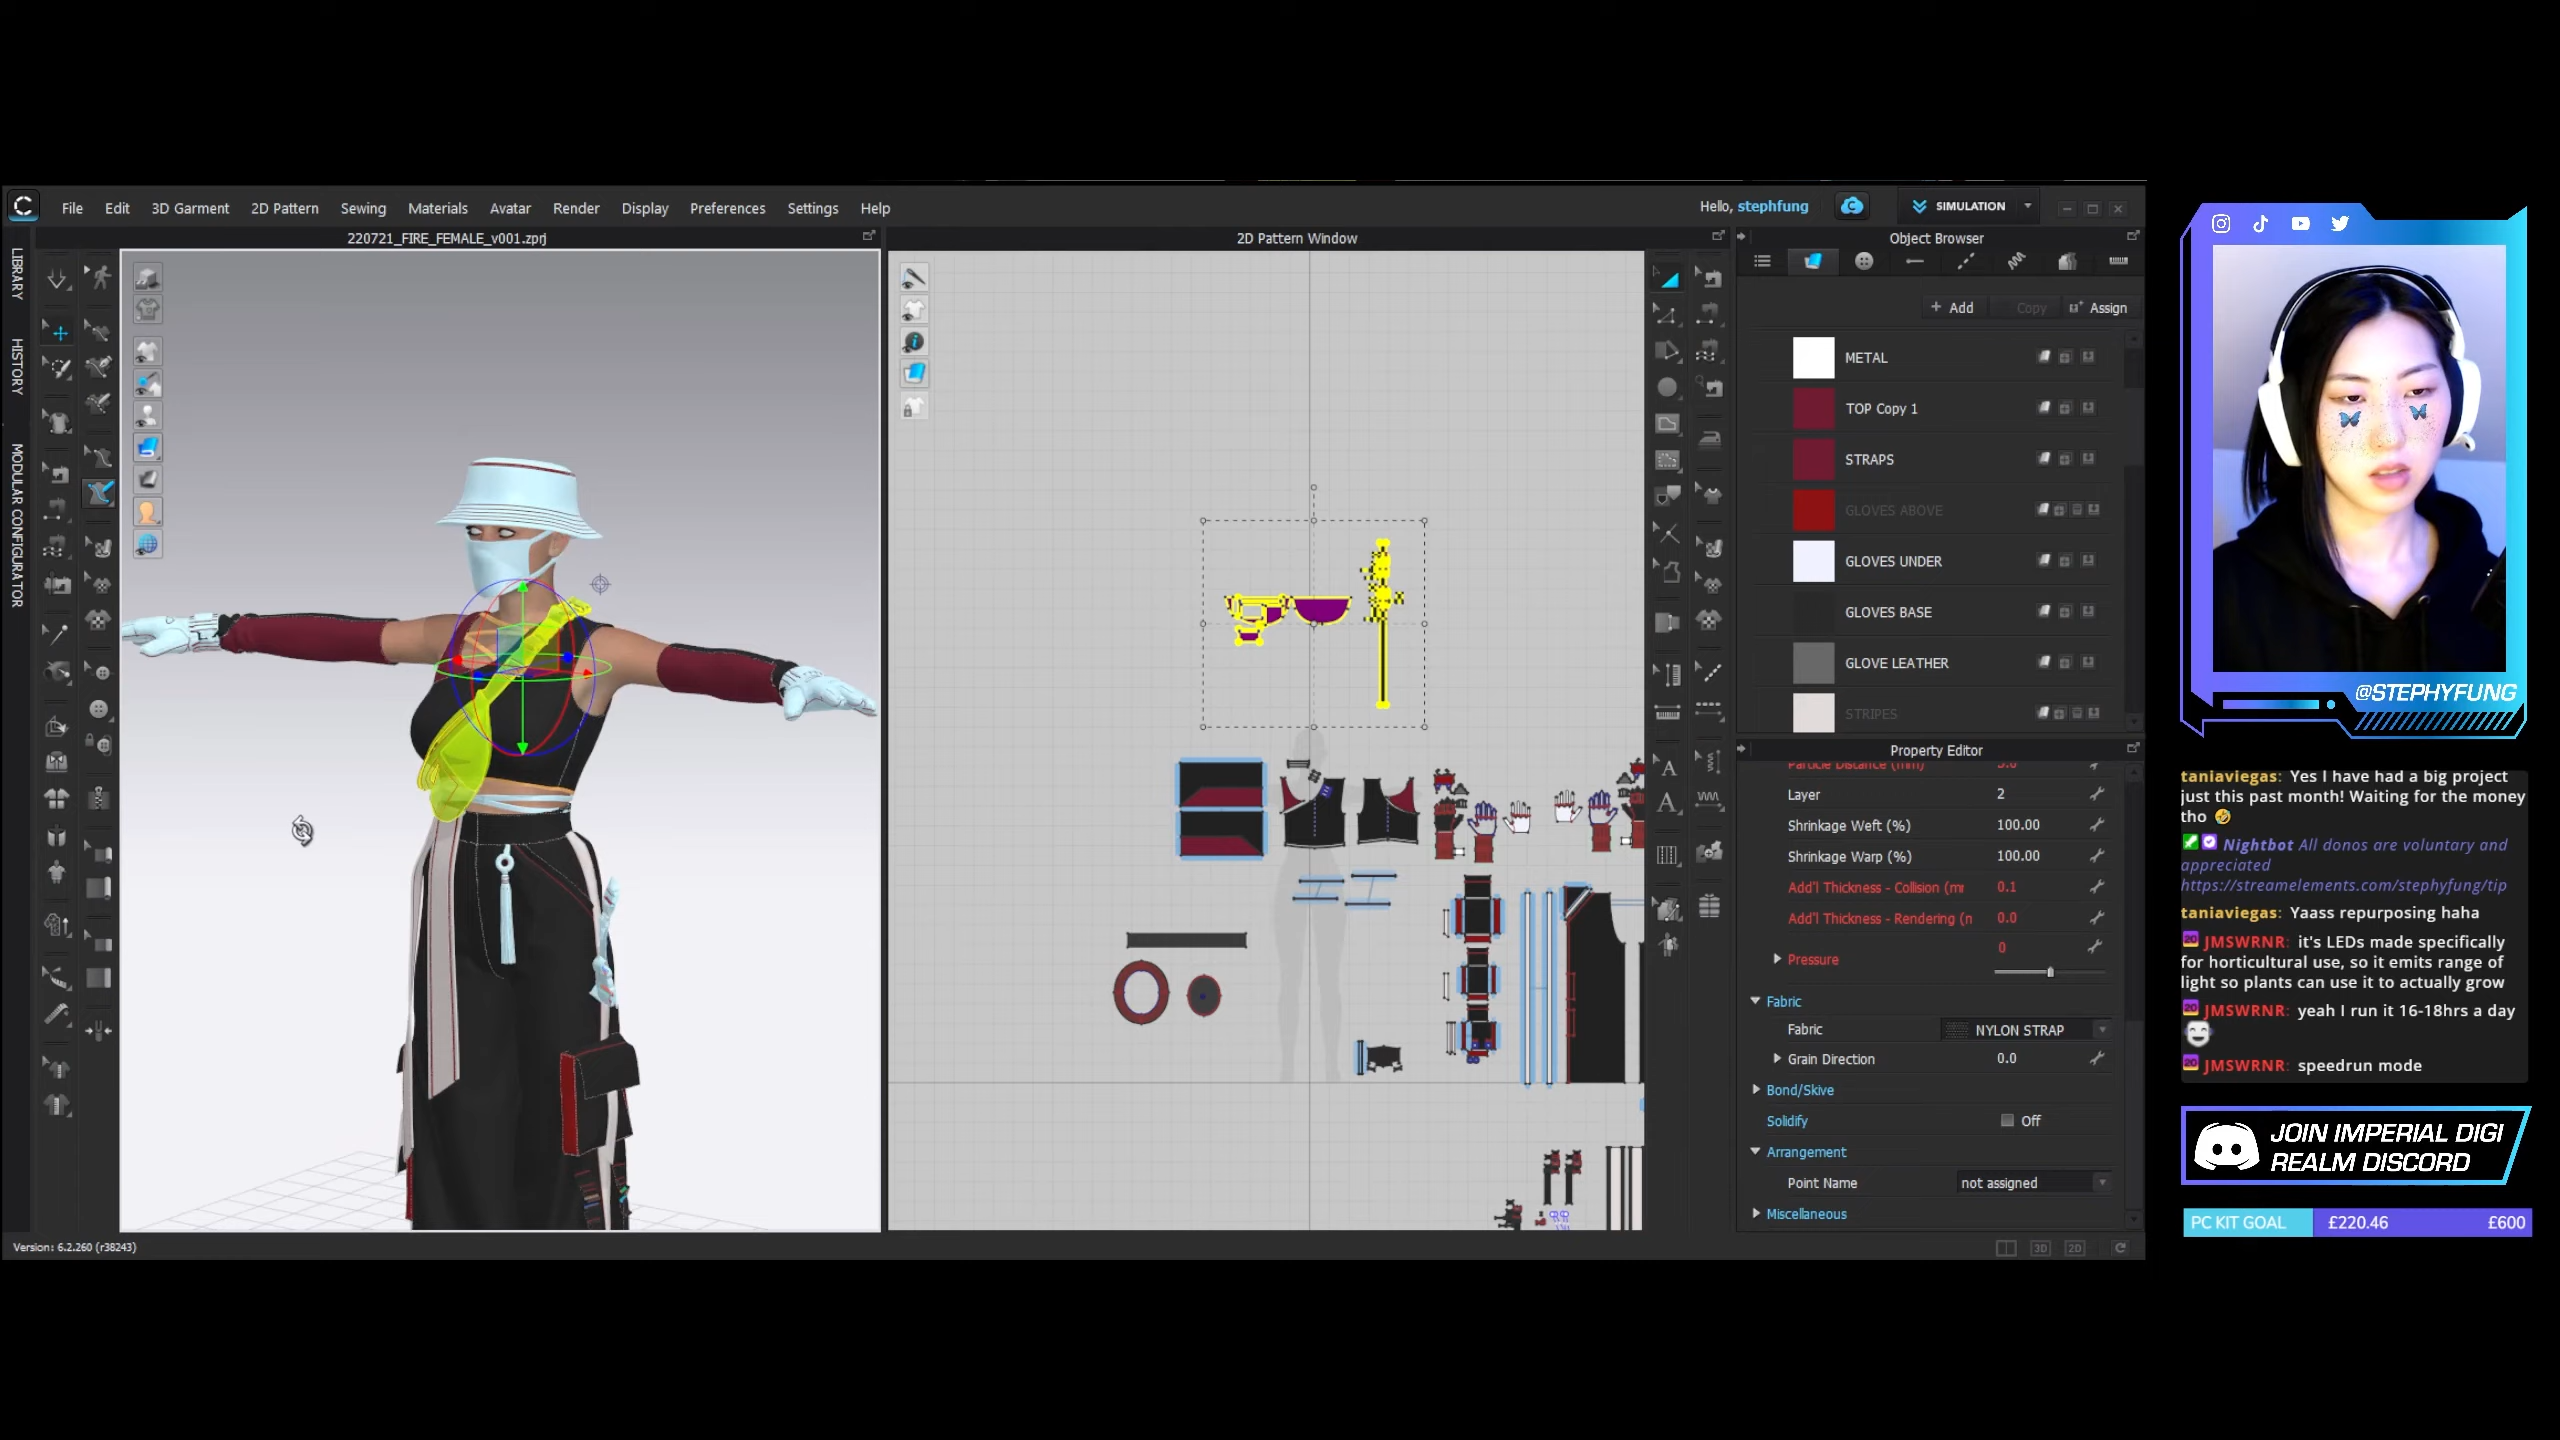 File Edit 3D Garment 2D Pattern Sewing Materials Avatar Render Display Preferences Settings Help
Hello, stephfung
SIMULATION
LIBRARY
HISTORY
MODULAR CONFIGURATOR
220721_FIRE_FEMALE_v001.zprj
2D Pattern Window
Object Browser
+ Add Copy Assign
METAL
TOP Copy 1
STRAPS
GLOVES ABOVE
GLOVES UNDER
GLOVES BASE
GLOVE LEATHER
STRIPES
Property Editor
Particle Distance (mm) 5.0
Layer 2
Shrinkage Weft (%) 100.00
Shrinkage Warp (%) 100.00
Add'l Thickness - Collision (mr 0.1
Add'l Thickness - Rendering (n 0.0
Pressure 0
Fabric
Fabric NYLON STRAP
Grain Direction 0.0
Bond/Skive
Solidify Off
Arrangement
Point Name not assigned
Miscellaneous
3D 2D
Version: 6.2.260 (r38243)
@STEPHYFUNG
taniaviegas: Yes I have had a big project
just this past month! Waiting for the money
tho
Nightbot All donos are voluntary and
appreciated
https://streamelements.com/stephyfung/tip
taniaviegas: Yaass repurposing haha
JMSWRNR: it's LEDs made specifically
for horticultural use, so it emits range of
light so plants can use it to actually grow
JMSWRNR: yeah I run it 16-18hrs a day
JMSWRNR: speedrun mode
JOIN IMPERIAL DIGI
REALM DISCORD
PC KIT GOAL £220.46 £600